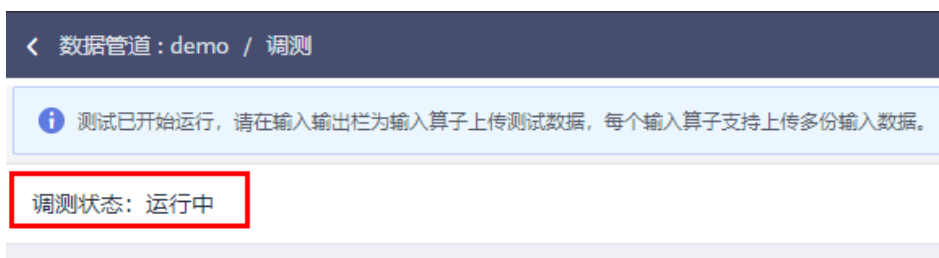 数据管道 : demo / 调测
测试已开始运行，请在输入输出栏为输入算子上传测试数据，每个输入算子支持上传多份输入数据。
调测状态：运行中